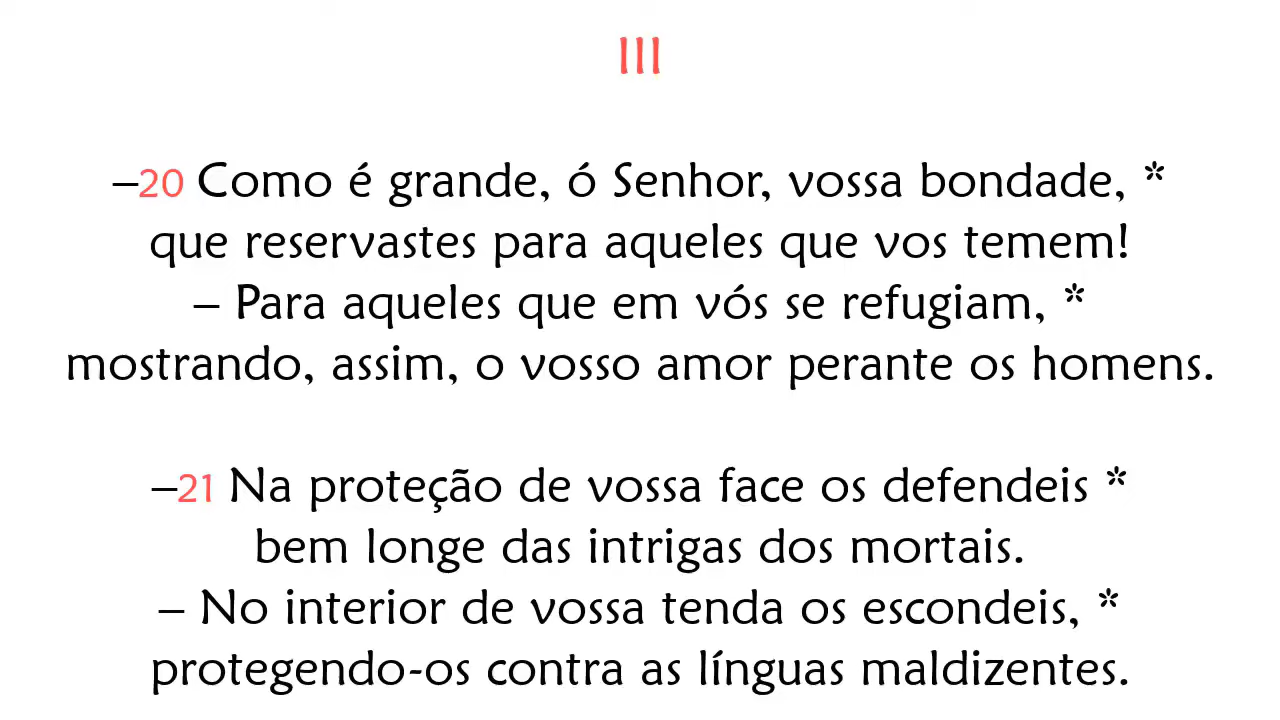 III
–20 Como é grande, ó Senhor, vossa bondade, *
que reservastes para aqueles que vos temem!
– Para aqueles que em vós se refugiam, *
mostrando, assim, o vosso amor perante os homens.
–21 Na proteção de vossa face os defendeis *
bem longe das intrigas dos mortais.
– No interior de vossa tenda os escondeis, *
protegendo-os contra as línguas maldizentes.